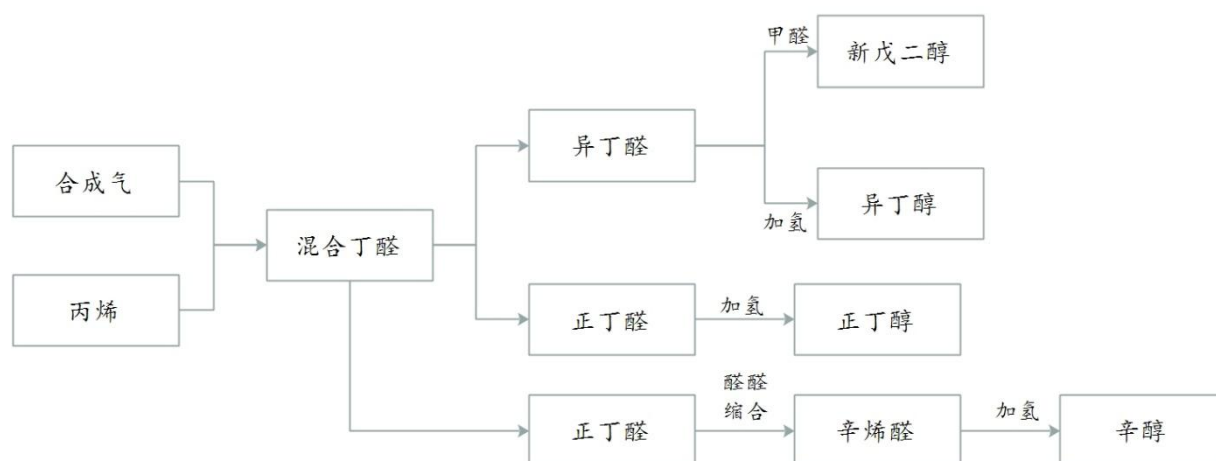 甲醛
新戊二醇
异丁醛
合成气
加氢
异丁醇
混合丁醛
丙烯
正丁醛
加氢
正丁醇
正丁醛
醛醛
缩合
辛烯醛
加氢
辛醇